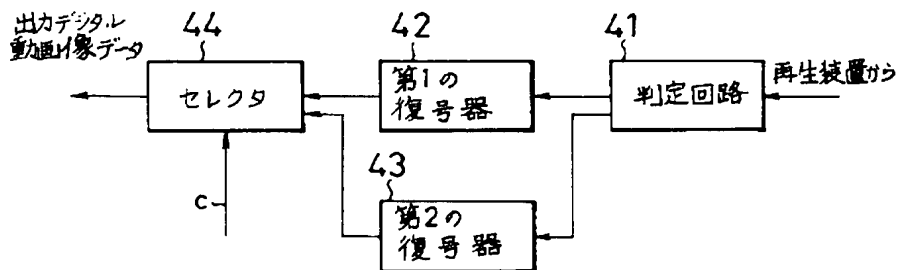 出力デジタル
動画像データ
44
42
41
再生装置から
セレクタ
第1の
復号器
判定回路
43
C
第2の
復号器